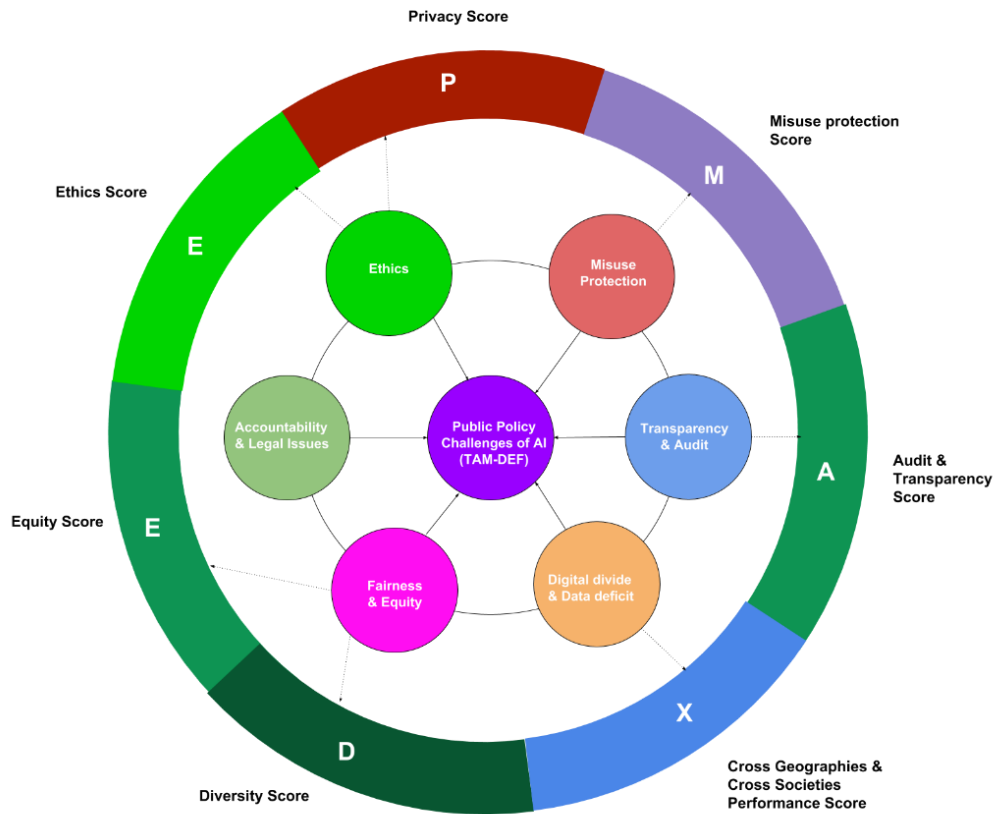 Privacy Score
P
Misuse protection
Score
M
Ethics Score
E
Ethics
Misuse
Protection
Accountability
& Legal Issues
Public Policy
Challenges of AI
(TAM-DEF)
Transparency
& Audit
Audit &
Transparency
Score
A
Equity Score
E
Fairness
& Equity
Digital divide
& Data deficit
X
D
Diversity Score
Cross Geographies &
Cross Societies
Performance Score